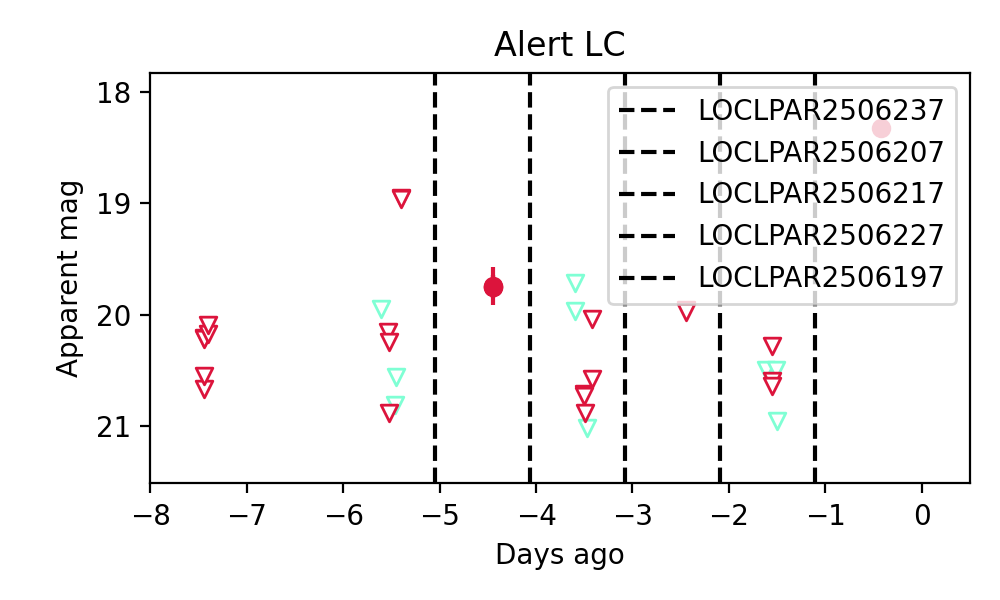 Alert LC
Apparent mag
18
19
20
21
LOCLPAR2506237
LOCLPAR2506207
LOCLPAR2506217
LOCLPAR2506227
LOCLPAR2506197
−8 −7 −6 −5 −4 −3 −2 −1 0
Days ago